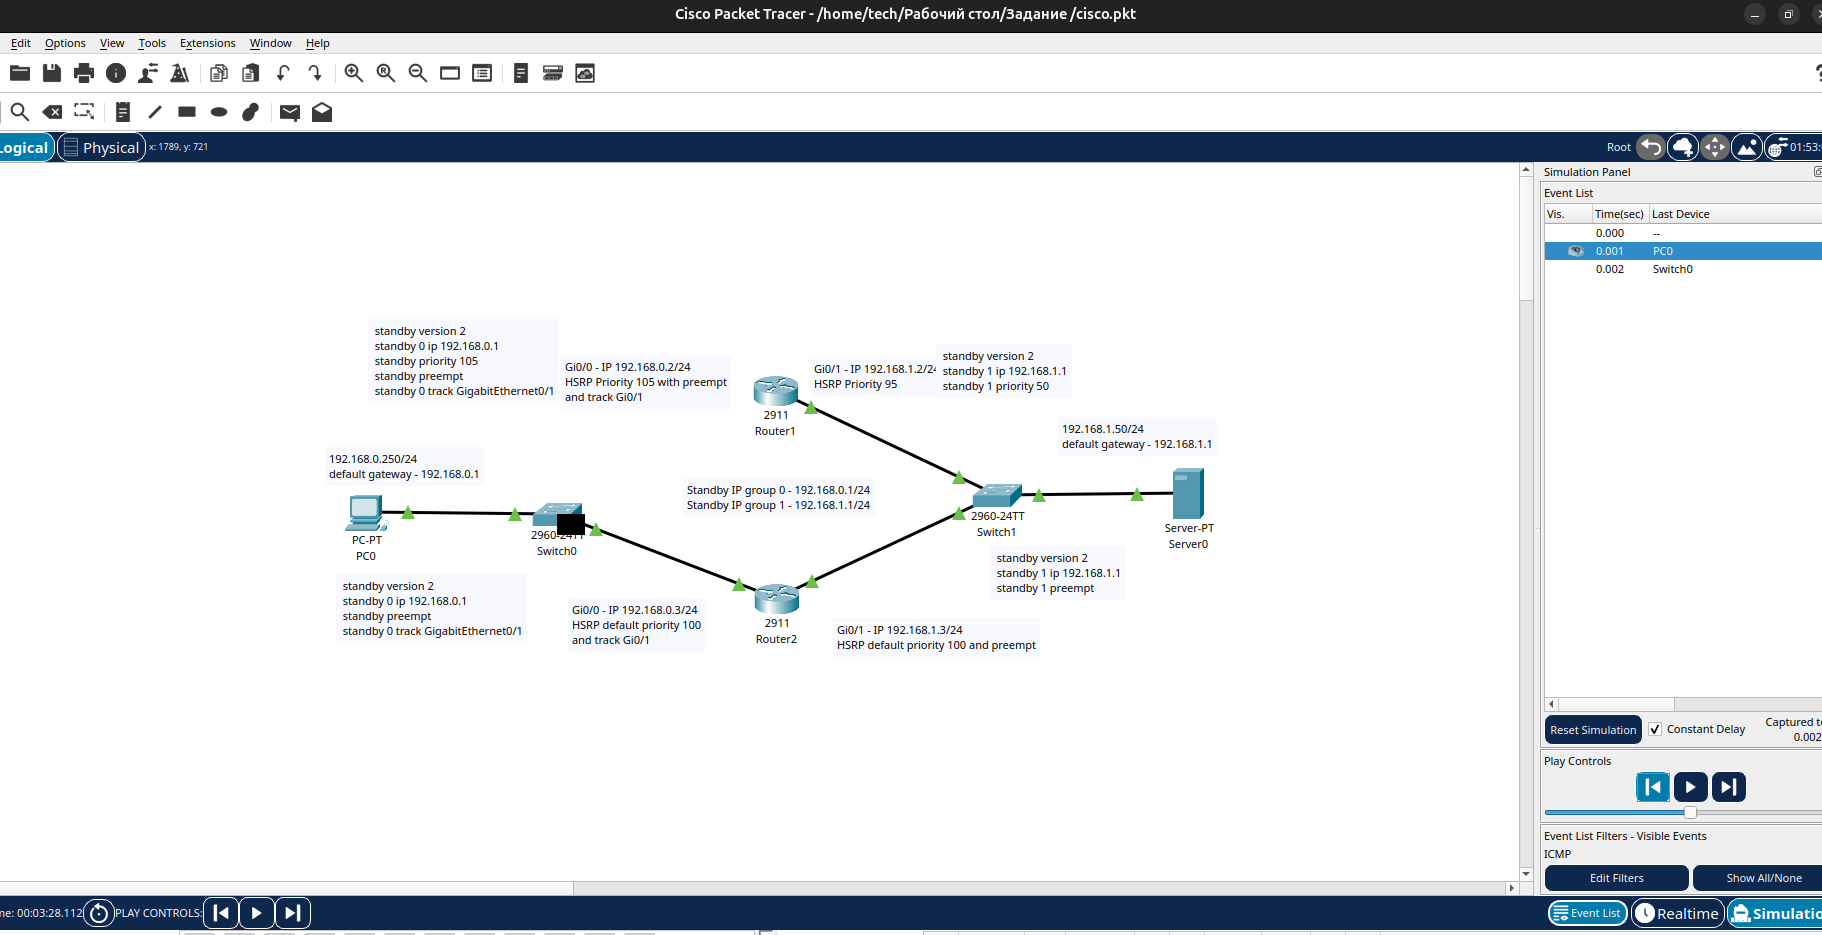 Cisco Packet Tracer - /home/tech/Рабочий стол/Задание /cisco.pkt
Edit Options View Tools Extensions Window Help
Logical Physical x: 1789, y: 721
Root 01:53:
Simulation Panel
Event List
Vis. Time(sec) Last Device
0.000 --
0.001 PC0
0.002 Switch0
standby version 2
standby 0 ip 192.168.0.1
standby priority 105
standby preempt
standby 0 track GigabitEthernet0/1
Gi0/0 - IP 192.168.0.2/24
HSRP Priority 105 with preempt
and track Gi0/1
2911
Router1
Gi0/1 - IP 192.168.1.2/24
HSRP Priority 95
standby version 2
standby 1 ip 192.168.1.1
standby 1 priority 50
192.168.1.50/24
default gateway - 192.168.1.1
192.168.0.250/24
default gateway - 192.168.0.1
Standby IP group 0 - 192.168.0.1/24
Standby IP group 1 - 192.168.1.1/24
PC-PT
PC0
2960-24TT
Switch0
2960-24TT
Switch1
Server-PT
Server0
standby version 2
standby 1 ip 192.168.1.1
standby 1 preempt
standby version 2
standby 0 ip 192.168.0.1
standby preempt
standby 0 track GigabitEthernet0/1
Gi0/0 - IP 192.168.0.3/24
HSRP default priority 100
and track Gi0/1
2911
Router2
Gi0/1 - IP 192.168.1.3/24
HSRP default priority 100 and preempt
Reset Simulation Constant Delay Captured to
0.002
Play Controls
Event List Filters - Visible Events
ICMP
Edit Filters Show All/None
me: 00:03:28.112 PLAY CONTROLS:
Event List Realtime Simulatio